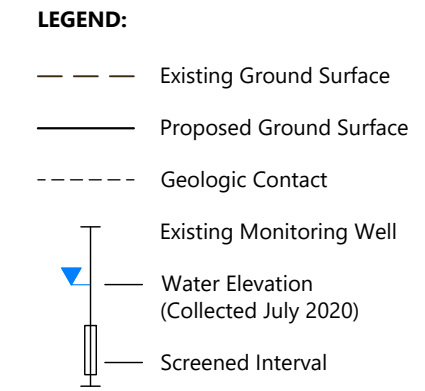 LEGEND:
Existing Ground Surface
Proposed Ground Surface
Geologic Contact
Existing Monitoring Well
Water Elevation
(Collected July 2020)
Screened Interval